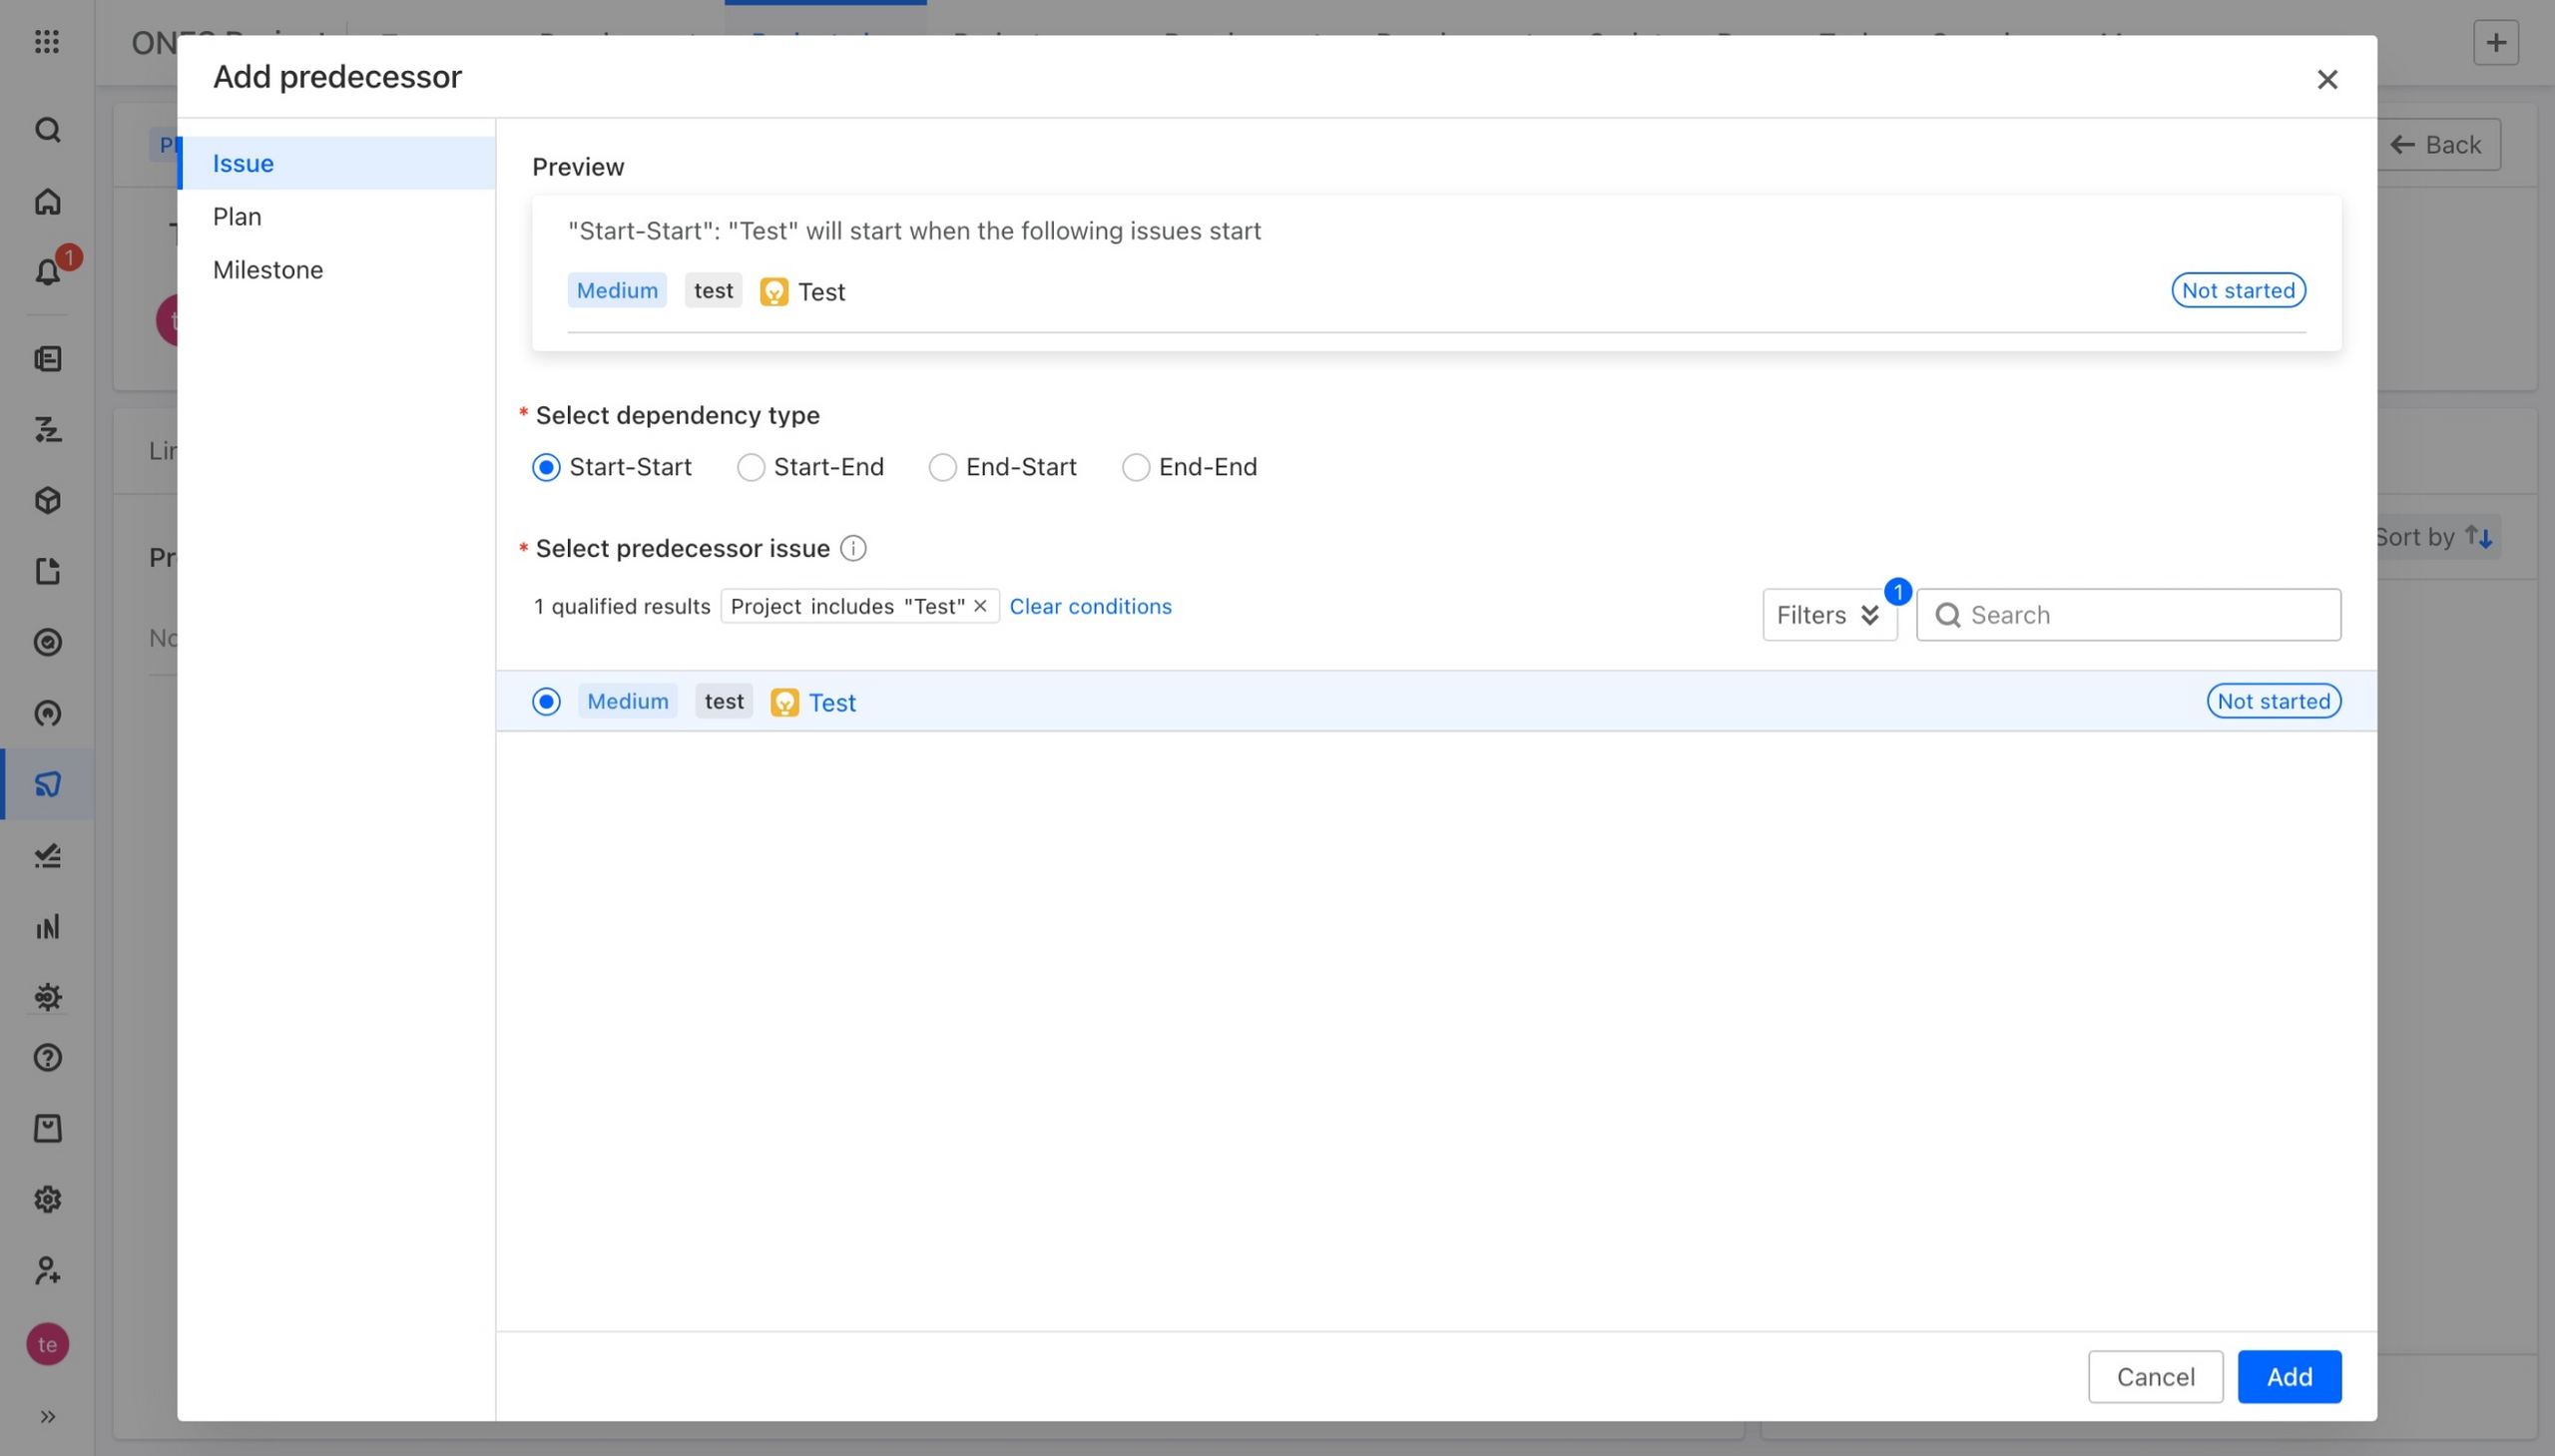 Add predecessor
Back
Issue
Plan
Milestone
1
Preview
"Start-Start": "Test" will start when the following issues start
Medium test Test Not started
* Select dependency type
Start-Start Start-End End-Start End-End
* Select predecessor issue
Sort by
1 qualified results Project includes "Test" Clear conditions
Filters 1 Search
Medium test Test Not started
te
Cancel Add